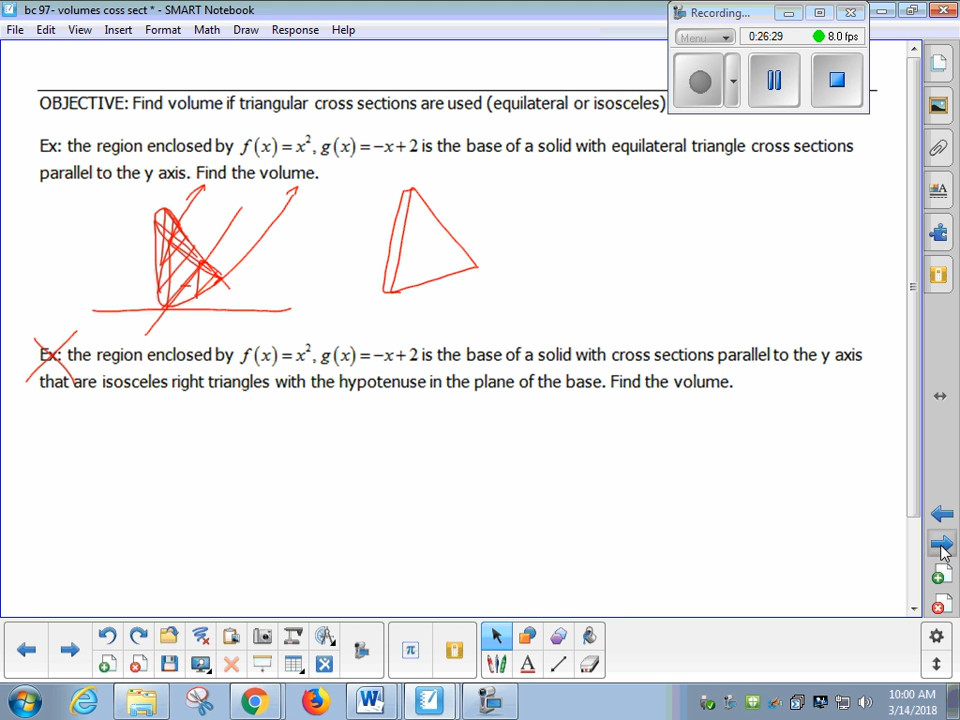 bc 97- volumes coss sect * - SMART Notebook
Recording...
File Edit View Insert Format Math Draw Response Help
Menu 0:26:29 8.0 fps
OBJECTIVE: Find volume if triangular cross sections are used (equilateral or isosceles)
Ex: the region enclosed by f(x) = x², g(x) = −x + 2 is the base of a solid with equilateral triangle cross sections
parallel to the y axis. Find the volume.
Ex: the region enclosed by f(x) = x², g(x) = −x + 2 is the base of a solid with cross sections parallel to the y axis
that are isosceles right triangles with the hypotenuse in the plane of the base. Find the volume.
10:00 AM
3/14/2018